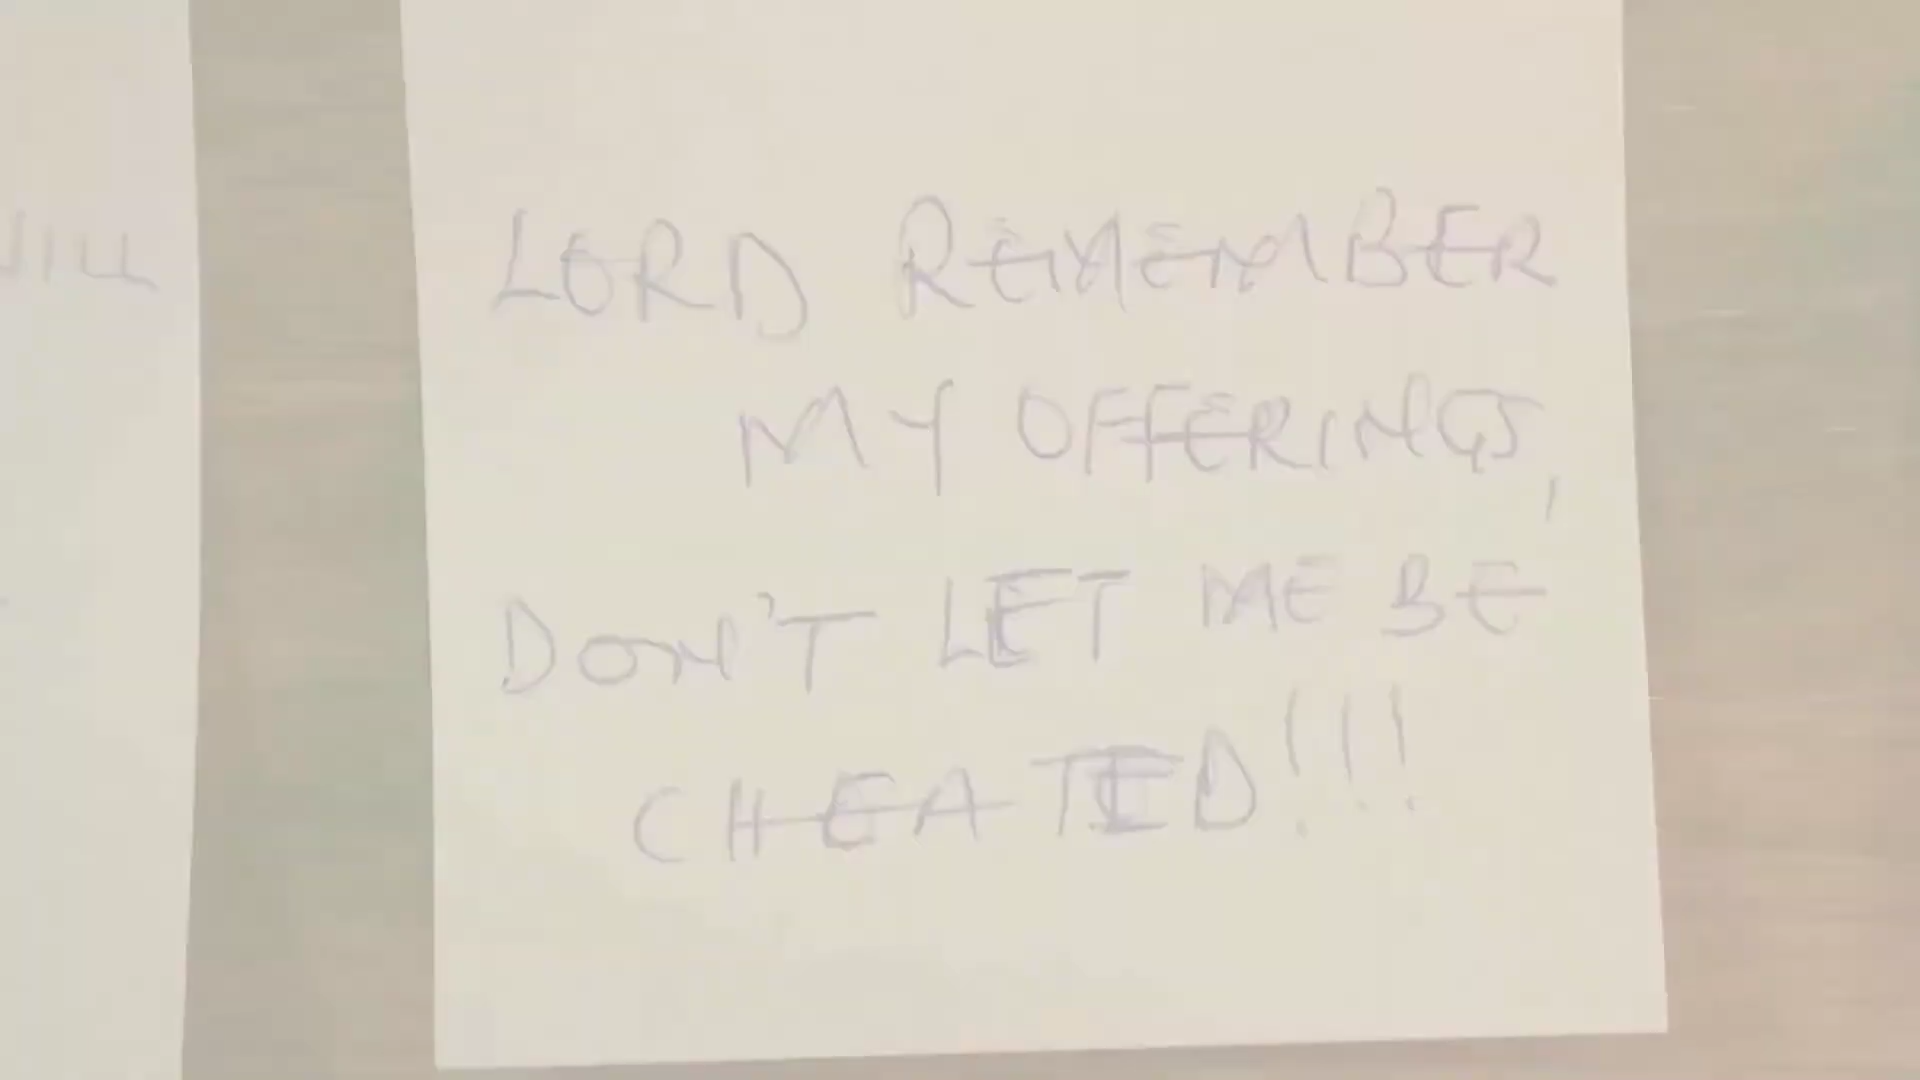 LORD REMEMBER
MY OFFERINGS,
DON'T LET ME BE
CHEATED!!!